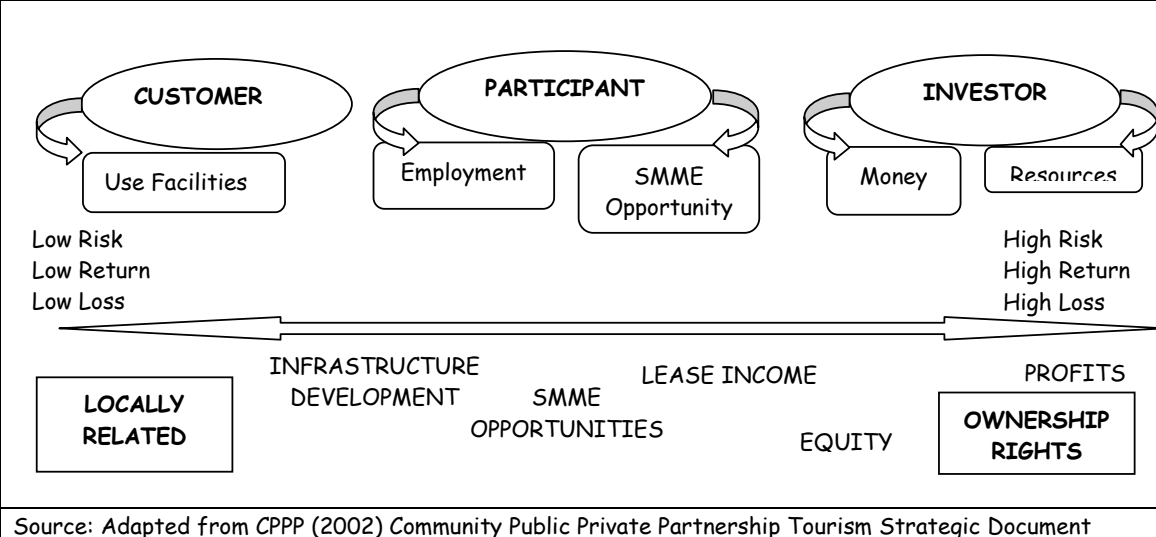 CUSTOMER
PARTICIPANT
INVESTOR
Use Facilities
Employment
SMME
Opportunity
Money
Resources
Low Risk
Low Return
Low Loss
High Risk
High Return
High Loss
INFRASTRUCTURE
DEVELOPMENT
SMME
OPPORTUNITIES
LEASE INCOME
EQUITY
PROFITS
LOCALLY
RELATED
OWNERSHIP
RIGHTS
Source: Adapted from CPPP (2002) Community Public Private Partnership Tourism Strategic Document